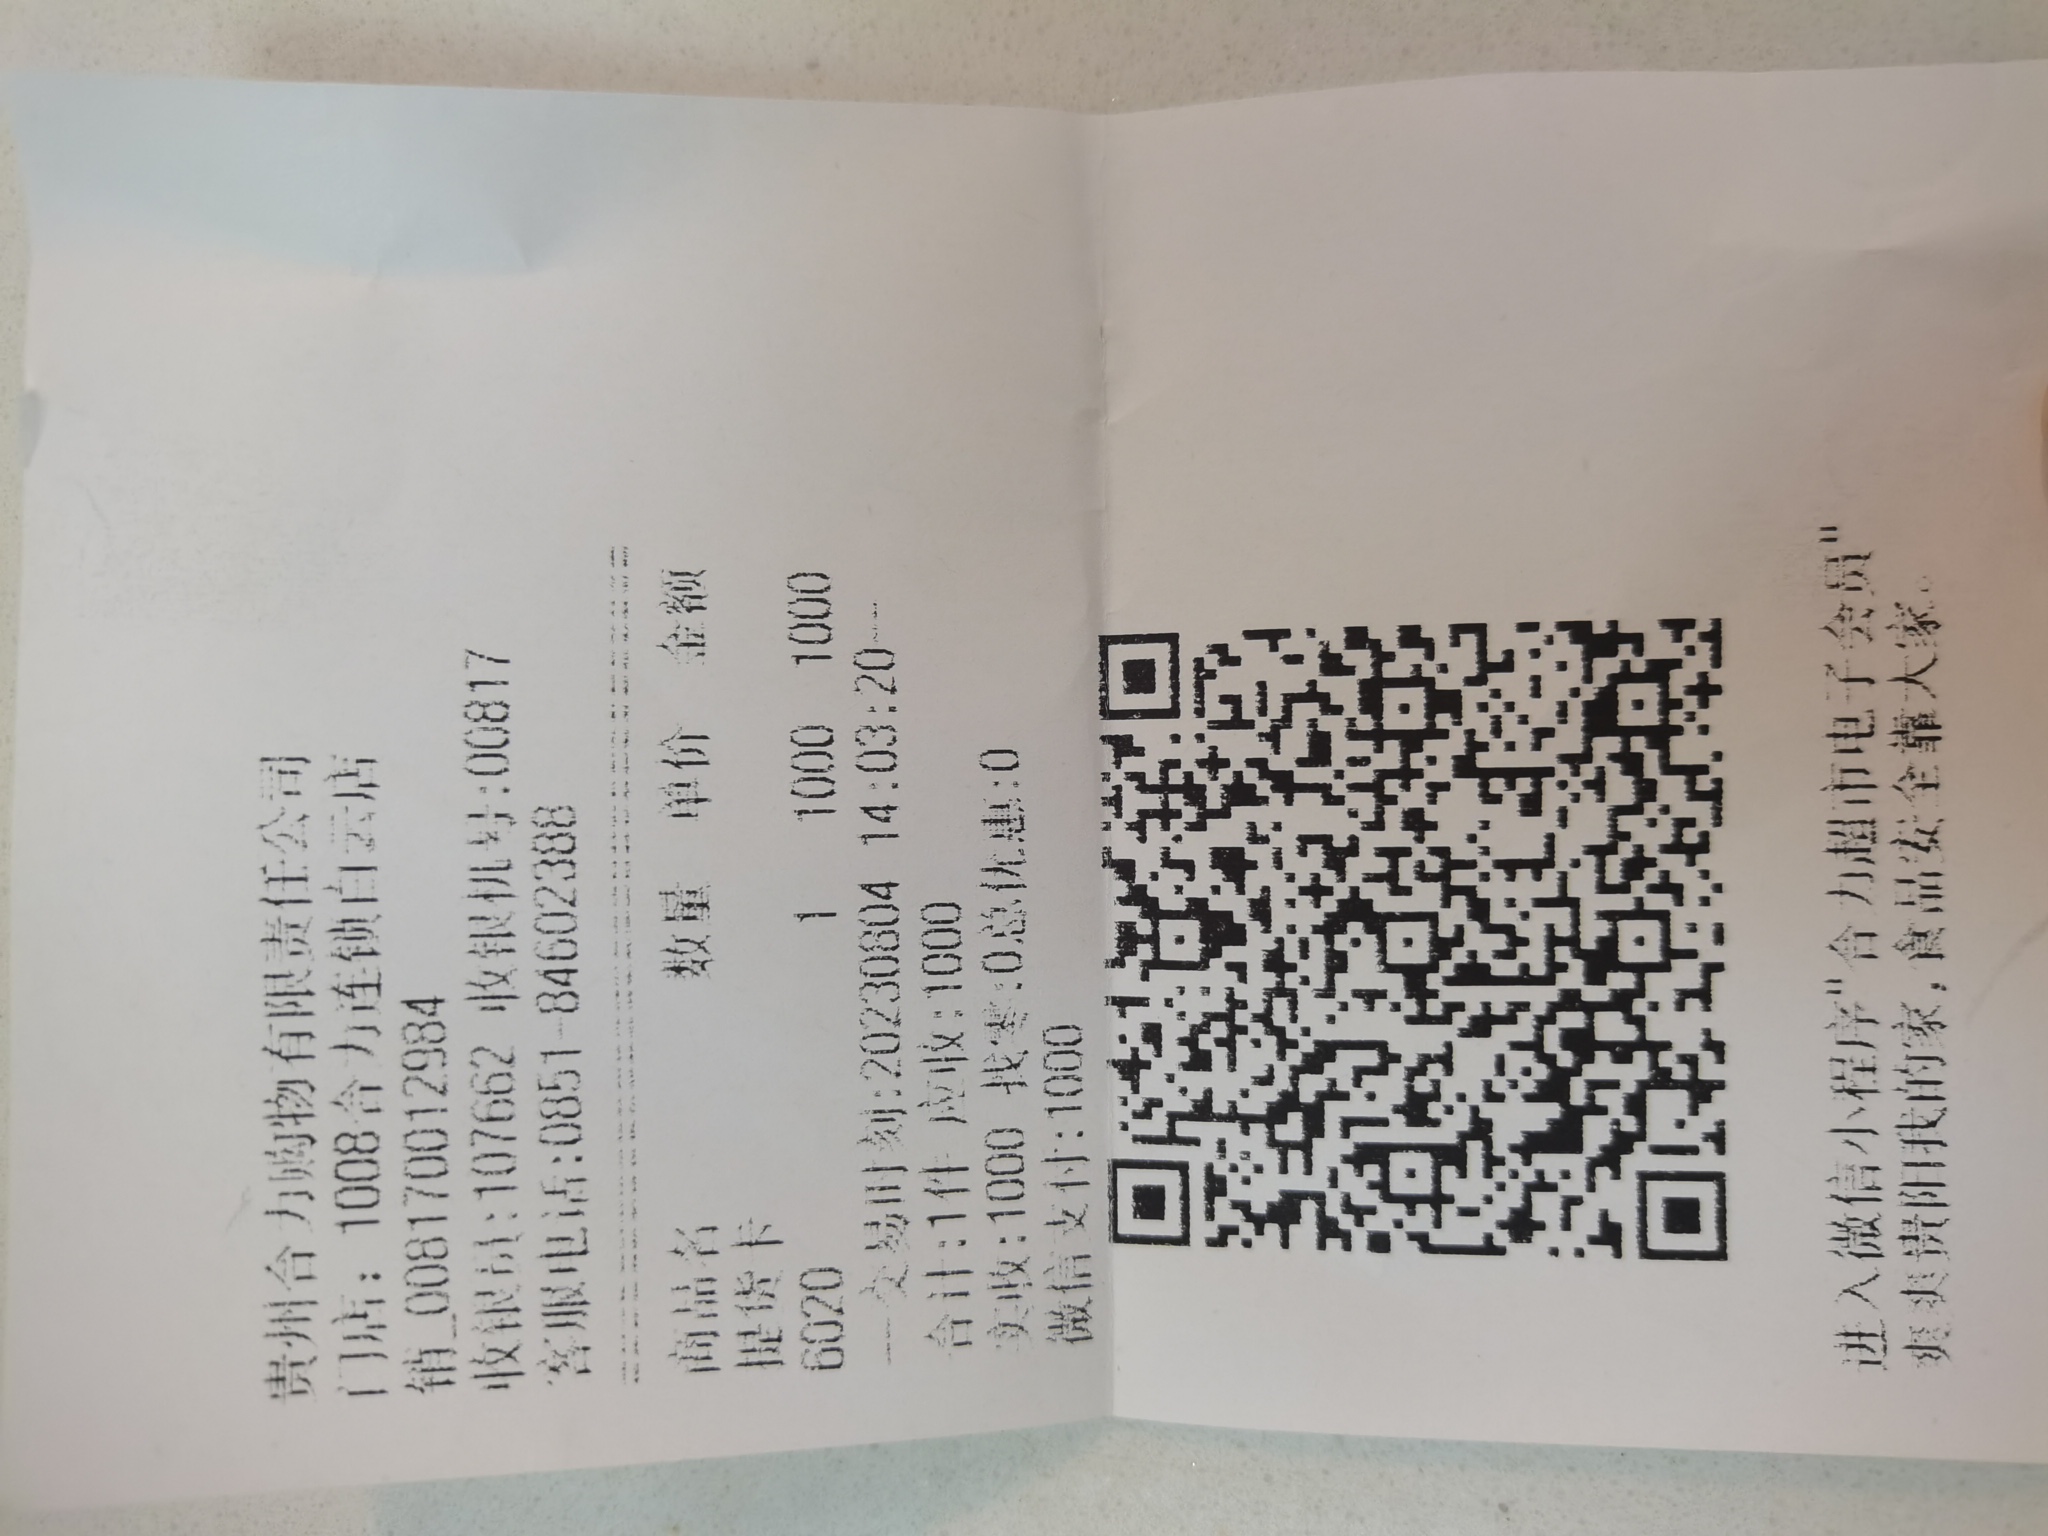 贵州合力购物有限责任公司
门店: 1008合力连锁白云店
销_008170012984
收银员:107662 收银机号:00817
客服电话:0851-84602388
商品名 数量 单价 金额
提货卡
6020 1 1000 1000
----交易时刻:20230804 14:03:20----
合计:1件 应收:1000
实收:1000 找零:0总优惠:0
微信支付:1000
进入微信小程序"合力超市电子会员"
爽爽贵阳我的家,食品安全靠大家。